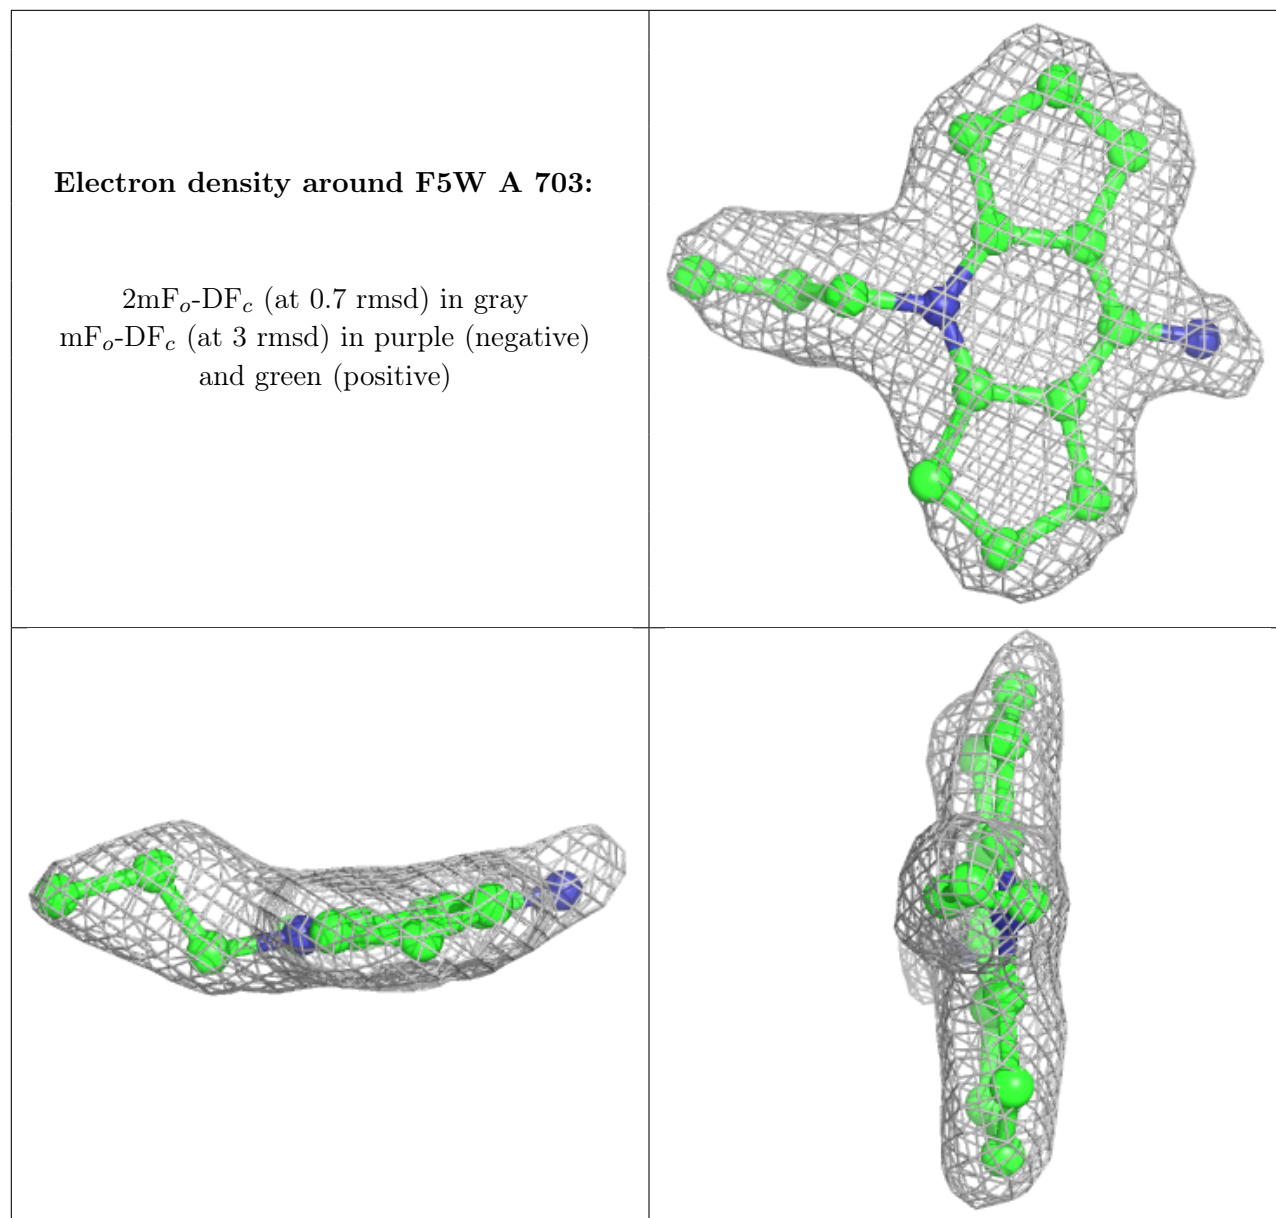 Electron density around F5W A 703:
2mFo-DFc (at 0.7 rmsd) in gray
mFo-DFc (at 3 rmsd) in purple (negative)
and green (positive)